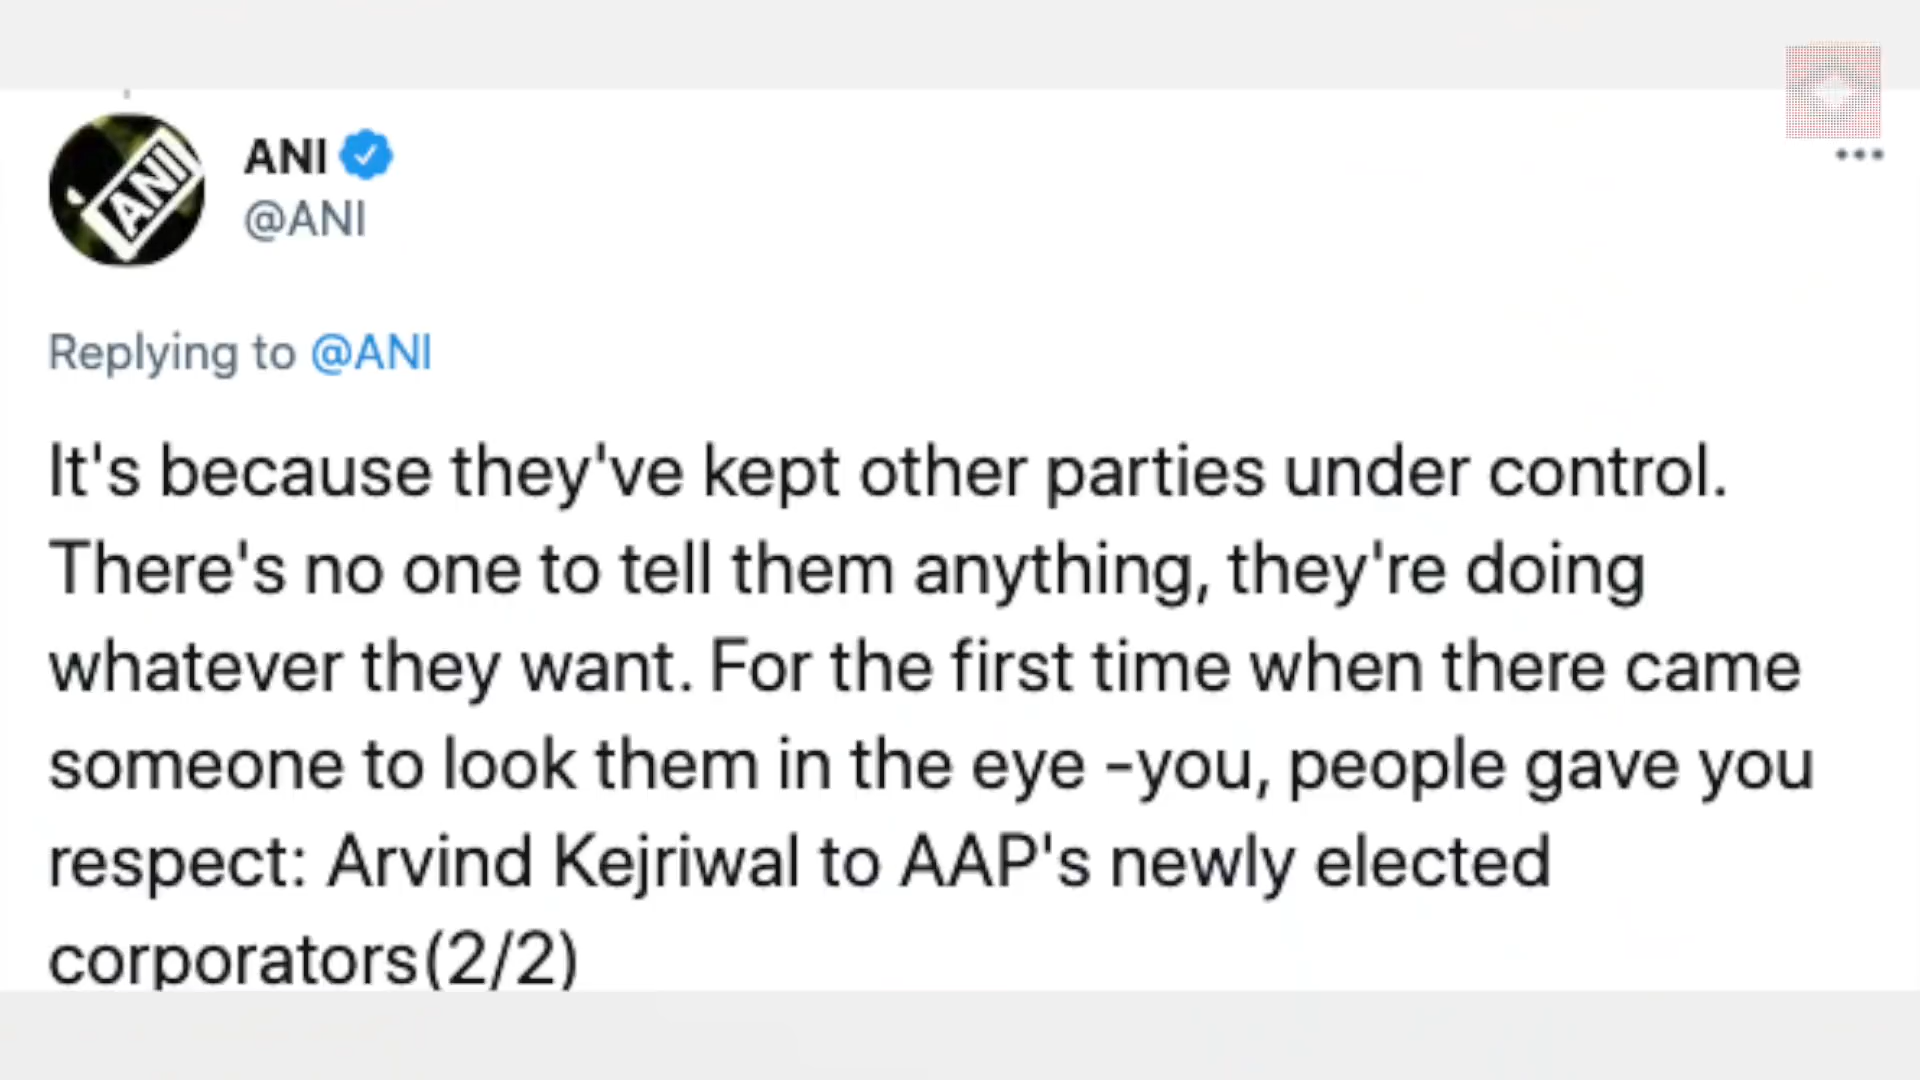 ANI
ANI
@ANI
Replying to @ANI
It's because they've kept other parties under control.
There's no one to tell them anything, they're doing
whatever they want. For the first time when there came
someone to look them in the eye -you, people gave you
respect: Arvind Kejriwal to AAP's newly elected
corporators(2/2)